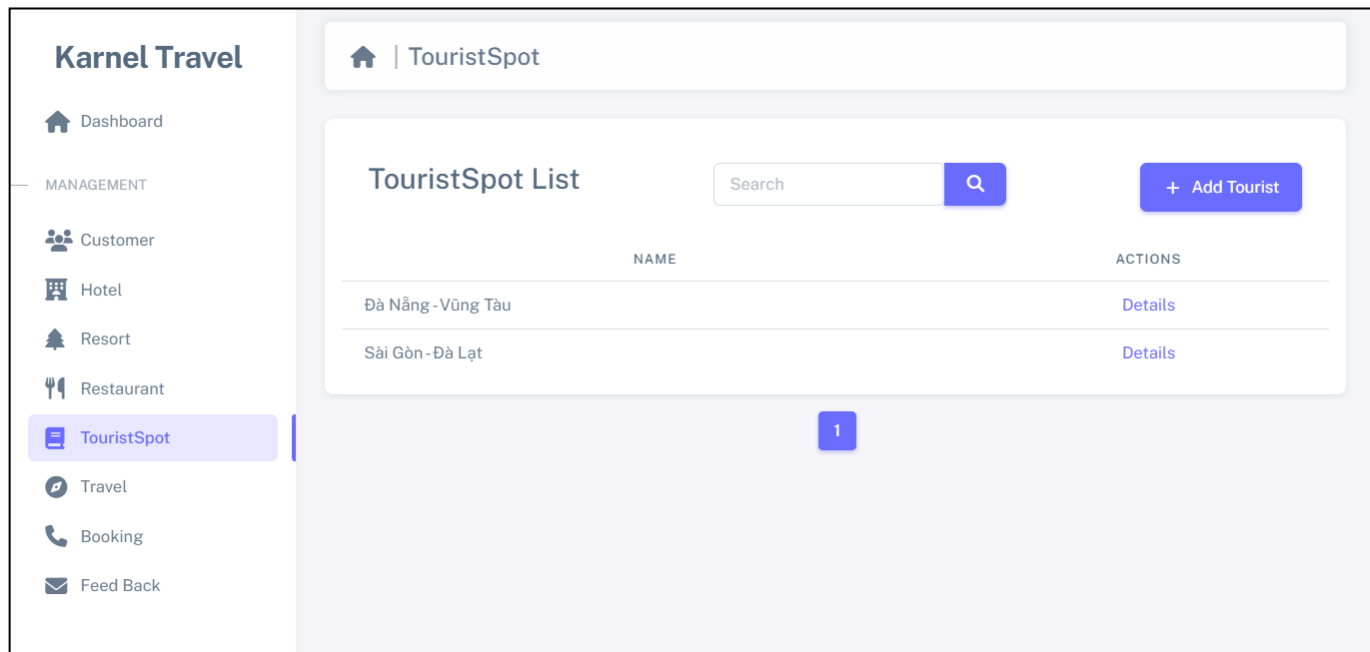 Karnel Travel
Dashboard
MANAGEMENT
Customer
Hotel
Resort
Restaurant
TouristSpot
Travel
Booking
Feed Back
| TouristSpot
TouristSpot List
Search
+ Add Tourist
NAME ACTIONS
Đà Nẵng - Vũng Tàu Details
Sài Gòn - Đà Lạt Details
1